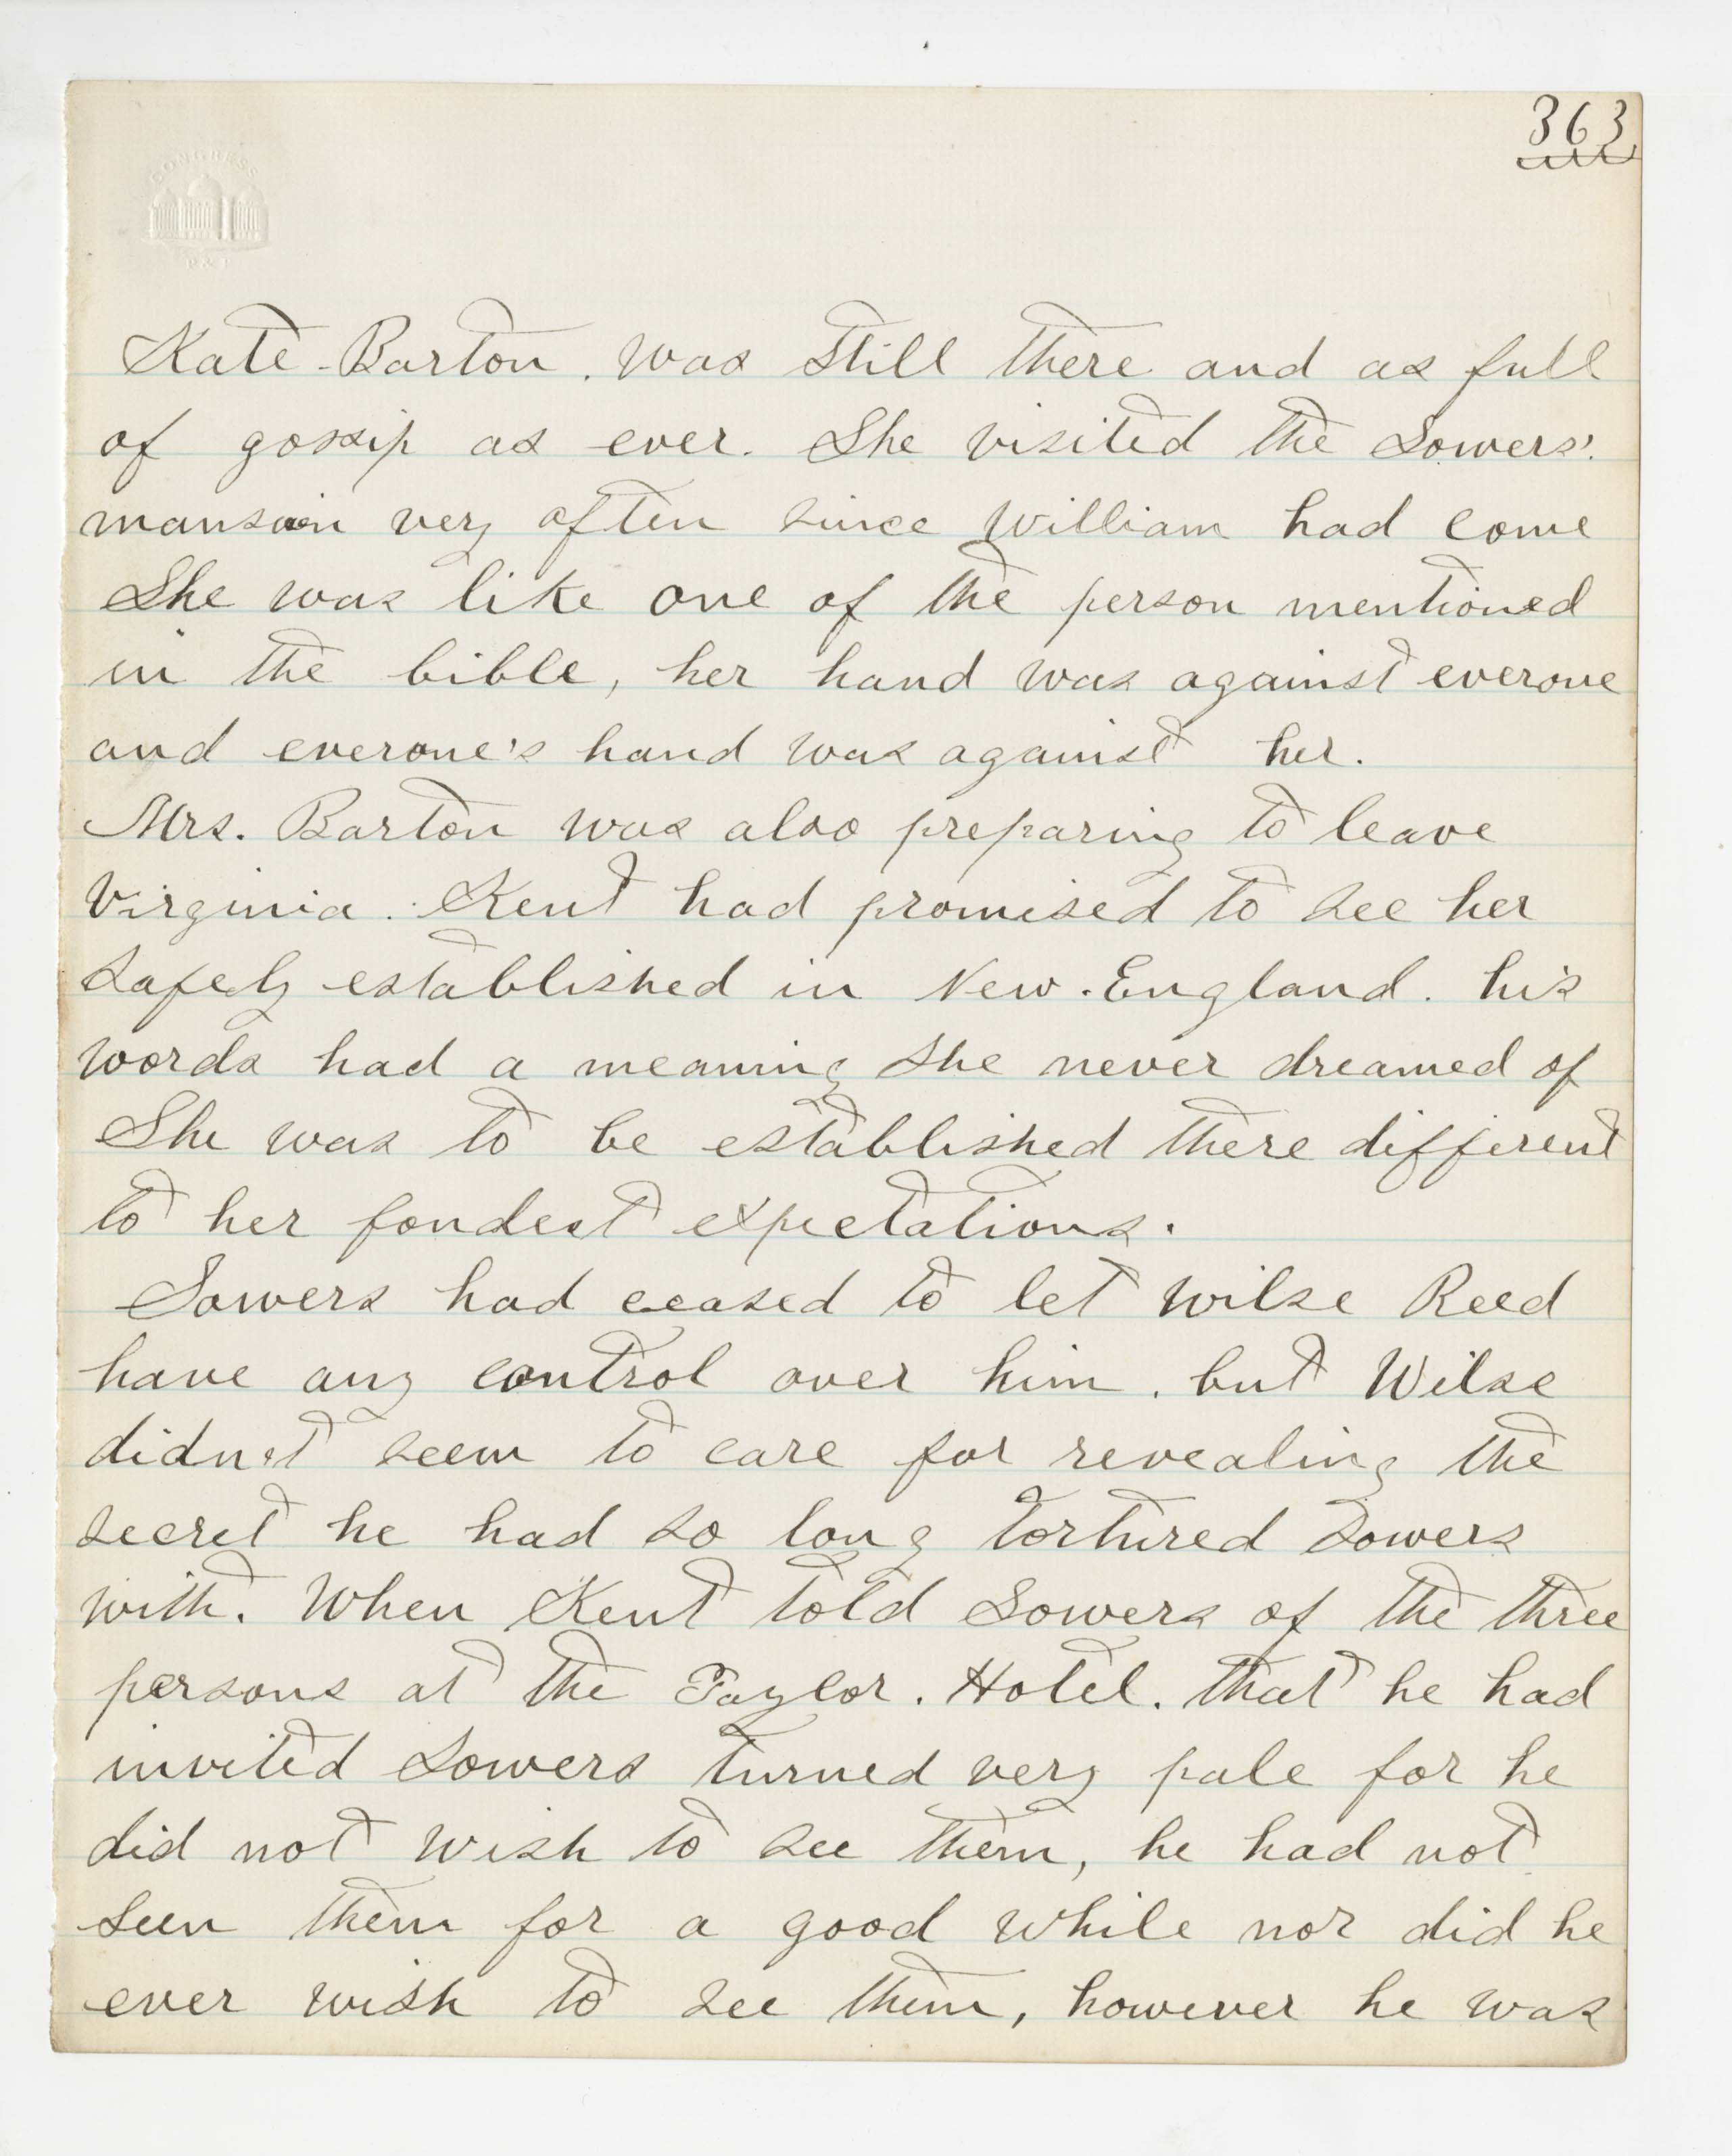 363
CONGRESS
P & P
Kate Barton. was still there and as full
of gossip as ever. She visited the Sowers'.
mansion very often since William had come
She was like one of the person mentioned
in the bible, her hand was against everone
and everone's hand was against her.
Mrs. Barton was also preparing to leave
Virginia. Kent had promised to see her
safely established in New. England. his
words had a meaning she never dreamed of
She was to be established there different
to her fondest expectations.
Sowers had ceased to let Wilse Reed
have any control over him. but Wilse
didn't seem to care for revealing the
secret he had so long tortured Sowers
with. When Kent told Sowers of the three
persons at the Taylor. Hotel. that he had
invited Sowers turned very pale for he
did not wish to see them, he had not
seen them for a good while nor did he
ever wish to see them, however he was